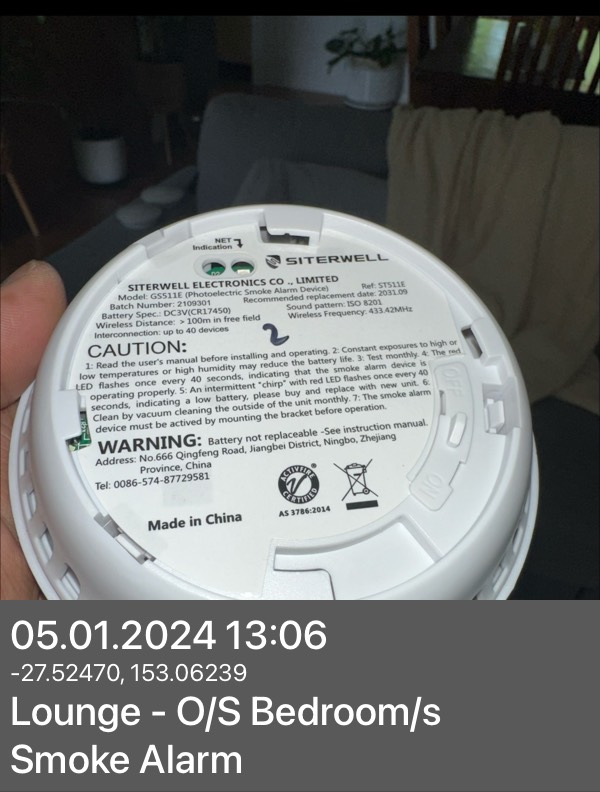 NET
Indication
SITERWELL
SITERWELL ELECTRONICS CO ., LIMITED
Model: GS511E (Photoelectric Smoke Alarm Device) Ref: ST511E
Batch Number: 2109301 Recommended replacement date: 2031.09
Battery Spec.: DC3V(CR17450) Sound pattern: ISO 8201
Wireless Distance: > 100m in free field Wireless Frequency: 433.42MHz
Interconnection: up to 40 devices
2
CAUTION:
1: Read the user's manual before installing and operating. 2: Constant exposures to high or
low temperatures or high humidity may reduce the battery life. 3: Test monthly. 4: The red
LED flashes once every 40 seconds, indicating that the smoke alarm device is
operating properly. 5: An intermittent "chirp" with red LED flashes once every 40
seconds, indicating a low battery, please buy and replace with new unit. 6:
Clean by vacuum cleaning the outside of the unit monthly. 7: The smoke alarm
device must be actived by mounting the bracket before operation.
WARNING: Battery not replaceable -See instruction manual.
Address: No.666 Qingfeng Road, Jiangbei District, Ningbo, Zhejiang
Province, China
Tel: 0086-574-87729581
Made in China
ACTIVFIRE
CERTIFIED
AS 3786:2014
OFF
ON
05.01.2024 13:06
-27.52470, 153.06239
Lounge - O/S Bedroom/s
Smoke Alarm